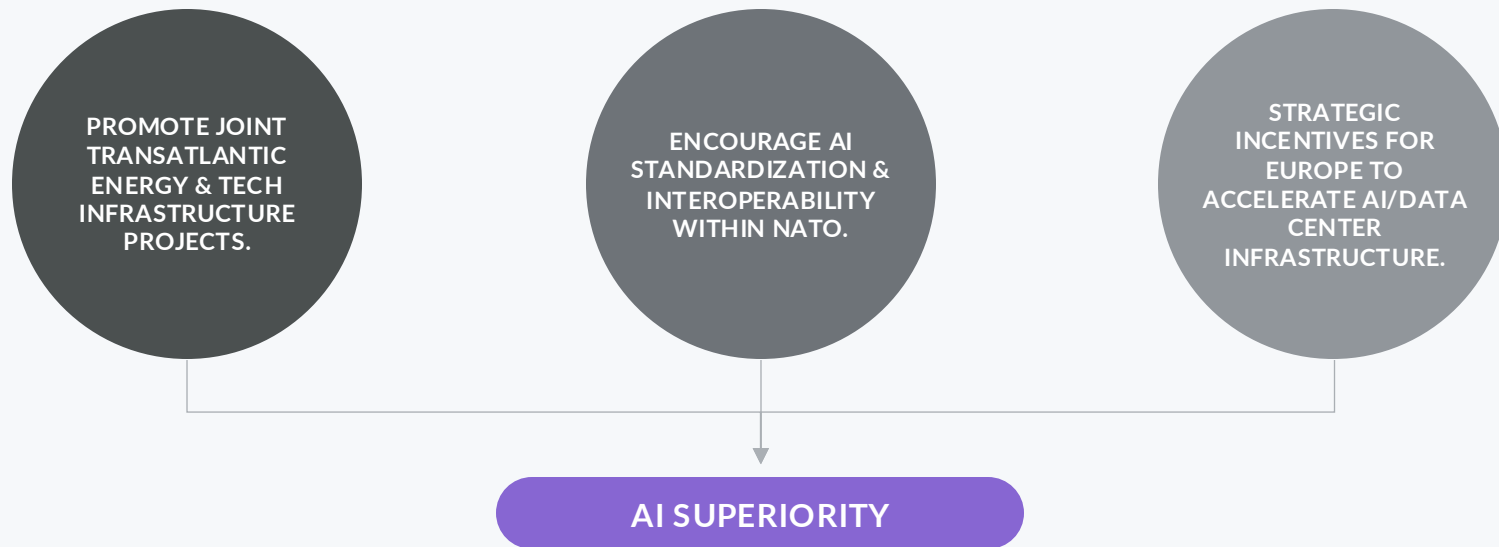 PROMOTE JOINT
TRANSATLANTIC
ENERGY & TECH
INFRASTRUCTURE
PROJECTS.
ENCOURAGE AI
STANDARDIZATION &
INTEROPERABILITY
WITHIN NATO.
STRATEGIC
INCENTIVES FOR
EUROPE TO
ACCELERATE AI/DATA
CENTER
INFRASTRUCTURE.
AI SUPERIORITY